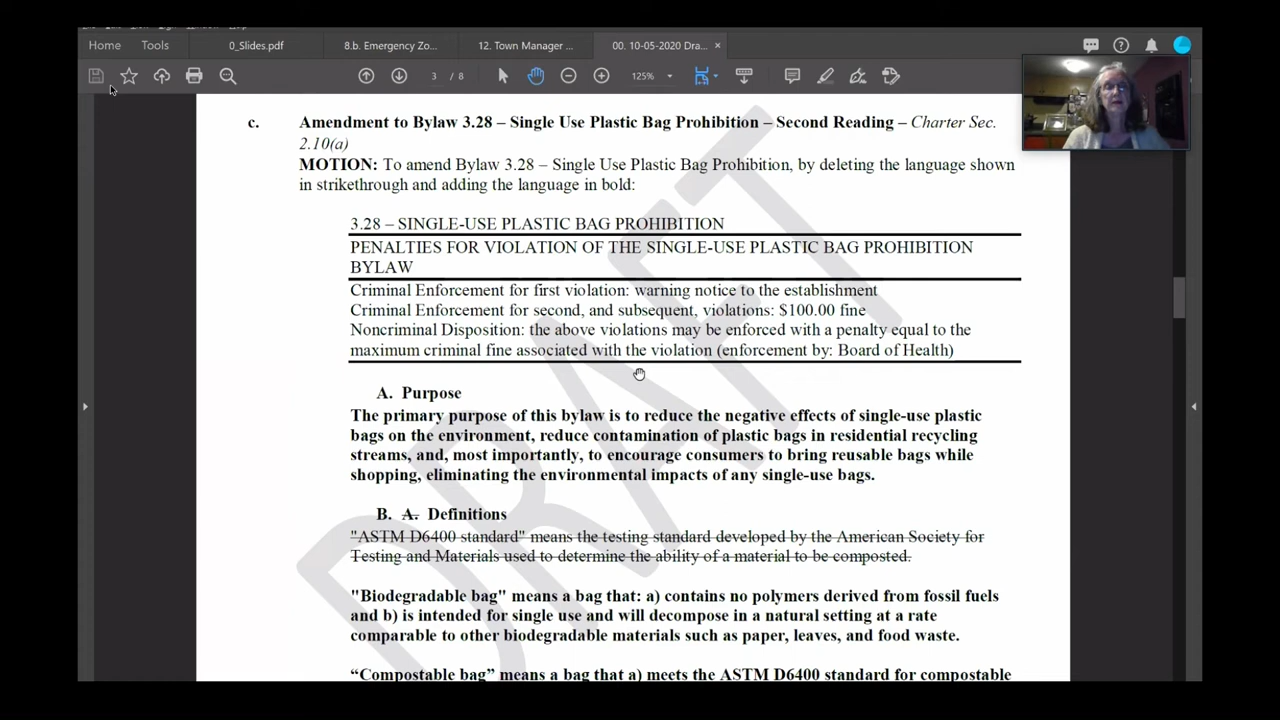 Home Tools 0_Slides.pdf 8.b. Emergency Zo... 12. Town Manager ... 00. 10-05-2020 Dra... ×
3 / 8 125%
c. Amendment to Bylaw 3.28 – Single Use Plastic Bag Prohibition – Second Reading – Charter Sec.
2.10(a)
MOTION: To amend Bylaw 3.28 – Single Use Plastic Bag Prohibition, by deleting the language shown
in strikethrough and adding the language in bold:
3.28 – SINGLE-USE PLASTIC BAG PROHIBITION
PENALTIES FOR VIOLATION OF THE SINGLE-USE PLASTIC BAG PROHIBITION
BYLAW
Criminal Enforcement for first violation: warning notice to the establishment
Criminal Enforcement for second, and subsequent, violations: $100.00 fine
Noncriminal Disposition: the above violations may be enforced with a penalty equal to the
maximum criminal fine associated with the violation (enforcement by: Board of Health)
A. Purpose
The primary purpose of this bylaw is to reduce the negative effects of single-use plastic
bags on the environment, reduce contamination of plastic bags in residential recycling
streams, and, most importantly, to encourage consumers to bring reusable bags while
shopping, eliminating the environmental impacts of any single-use bags.
B. A. Definitions
"ASTM D6400 standard" means the testing standard developed by the American Society for
Testing and Materials used to determine the ability of a material to be composted.
"Biodegradable bag" means a bag that: a) contains no polymers derived from fossil fuels
and b) is intended for single use and will decompose in a natural setting at a rate
comparable to other biodegradable materials such as paper, leaves, and food waste.
“Compostable bag” means a bag that a) meets the ASTM D6400 standard for compostable
DRAFT